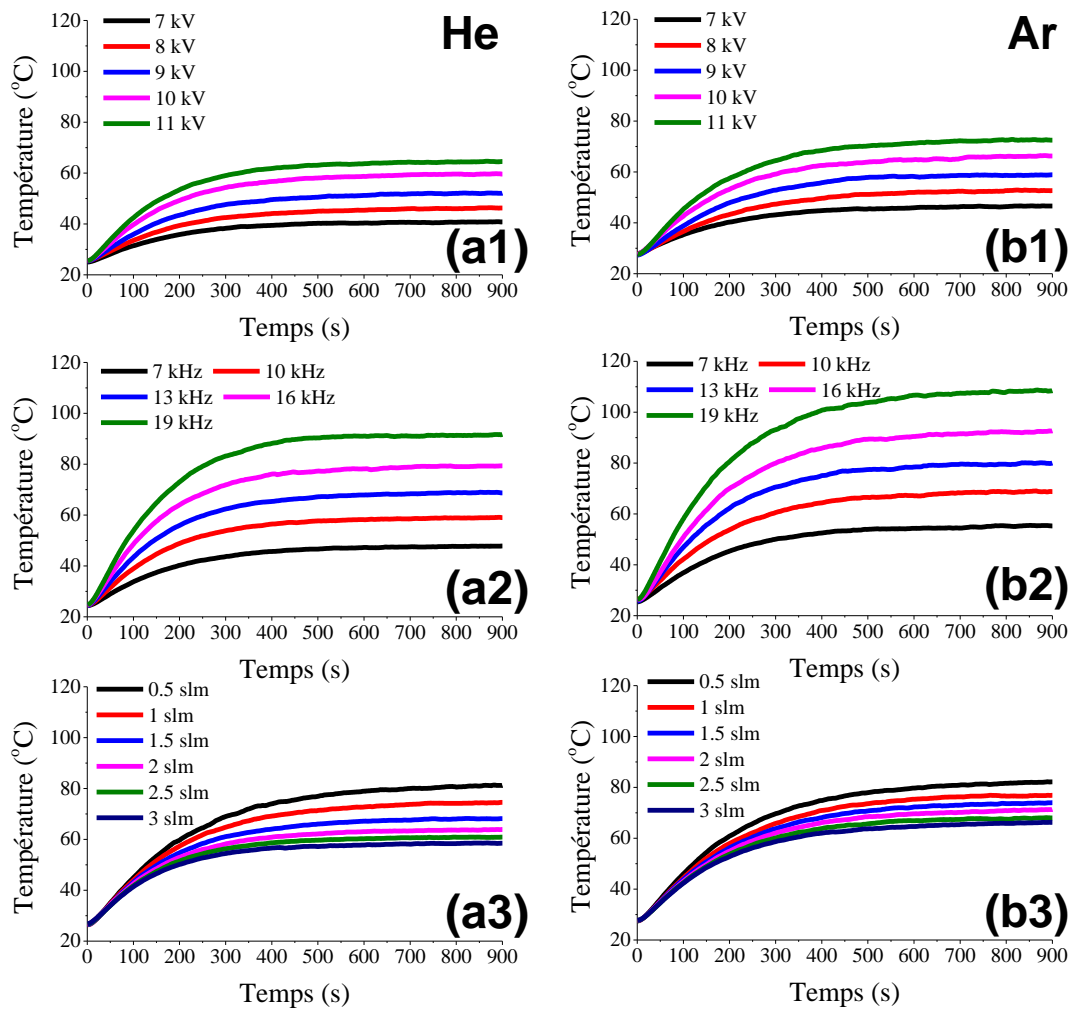 He
7 kV
8 kV
9 kV
10 kV
11 kV
Température (°C)
120
100
80
60
40
20
0 100 200 300 400 500 600 700 800 900
Temps (s)
(a1)
Ar
7 kV
8 kV
9 kV
10 kV
11 kV
Température (°C)
120
100
80
60
40
20
0 100 200 300 400 500 600 700 800 900
Temps (s)
(b1)
7 kHz 10 kHz
13 kHz 16 kHz
19 kHz
Température (°C)
120
100
80
60
40
20
0 100 200 300 400 500 600 700 800 900
Temps (s)
(a2)
7 kHz 10 kHz
13 kHz 16 kHz
19 kHz
Température (°C)
120
100
80
60
40
20
0 100 200 300 400 500 600 700 800 900
Temps (s)
(b2)
0.5 slm
1 slm
1.5 slm
2 slm
2.5 slm
3 slm
Température (°C)
120
100
80
60
40
20
0 100 200 300 400 500 600 700 800 900
Temps (s)
(a3)
0.5 slm
1 slm
1.5 slm
2 slm
2.5 slm
3 slm
Température (°C)
120
100
80
60
40
20
0 100 200 300 400 500 600 700 800 900
Temps (s)
(b3)